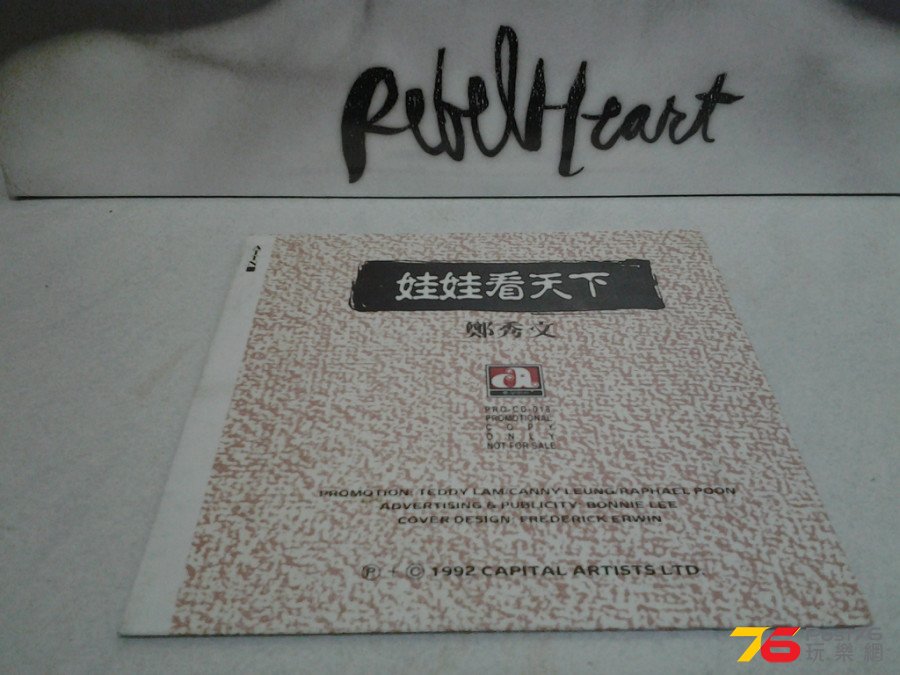 Rebel Heart
娃娃看天下
鄭秀文
PRO-CD-018
PROMOTIONAL
COPY
ONLY
NOT FOR SALE
PROMOTION: TEDDY LAM/CANNY LEUNG/RAPHAEL POON
ADVERTISING & PUBLICITY: BONNIE LEE
COVER DESIGN: FREDERICK ERWIN
Ⓟ + © 1992 CAPITAL ARTISTS LTD.
76
POST76
玩樂網